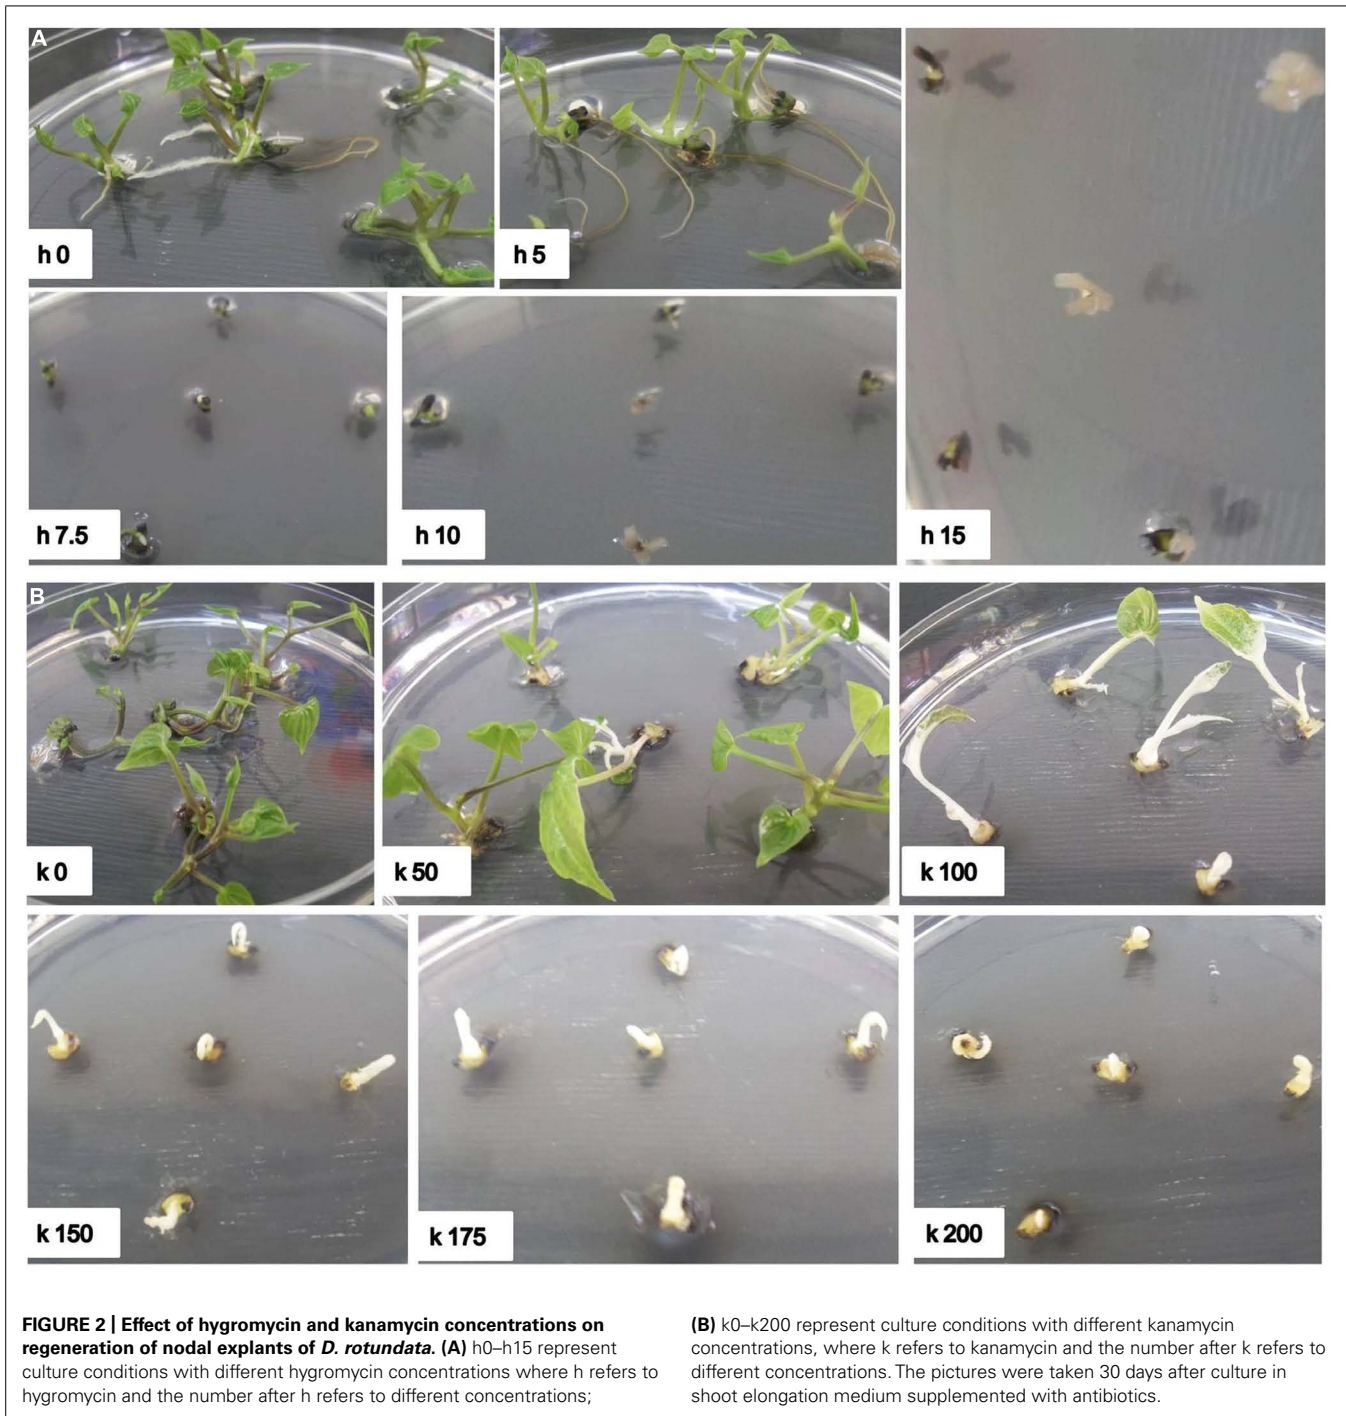 A
h 0
h 5
h 7.5
h 10
h 15
B
k 0
k 50
k 100
k 150
k 175
k 200
FIGURE 2 | Effect of hygromycin and kanamycin concentrations on
regeneration of nodal explants of D. rotundata. (A) h0–h15 represent
culture conditions with different hygromycin concentrations where h refers to
hygromycin and the number after h refers to different concentrations;
(B) k0–k200 represent culture conditions with different kanamycin
concentrations, where k refers to kanamycin and the number after k refers to
different concentrations. The pictures were taken 30 days after culture in
shoot elongation medium supplemented with antibiotics.